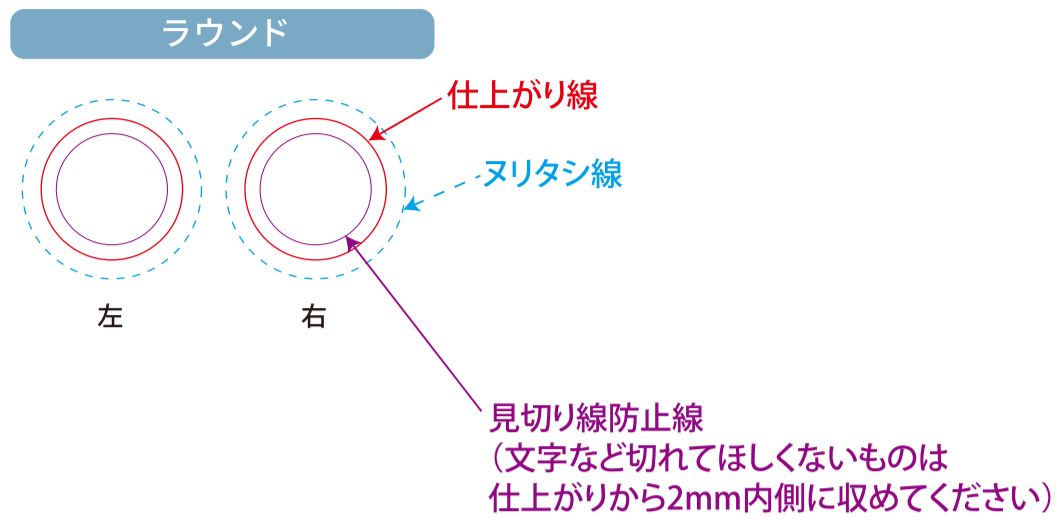 ラウンド
仕上がり線
ヌリタシ線
左
右
見切り線防止線
（文字など切れてほしくないものは
仕上がりから2mm内側に収めてください）